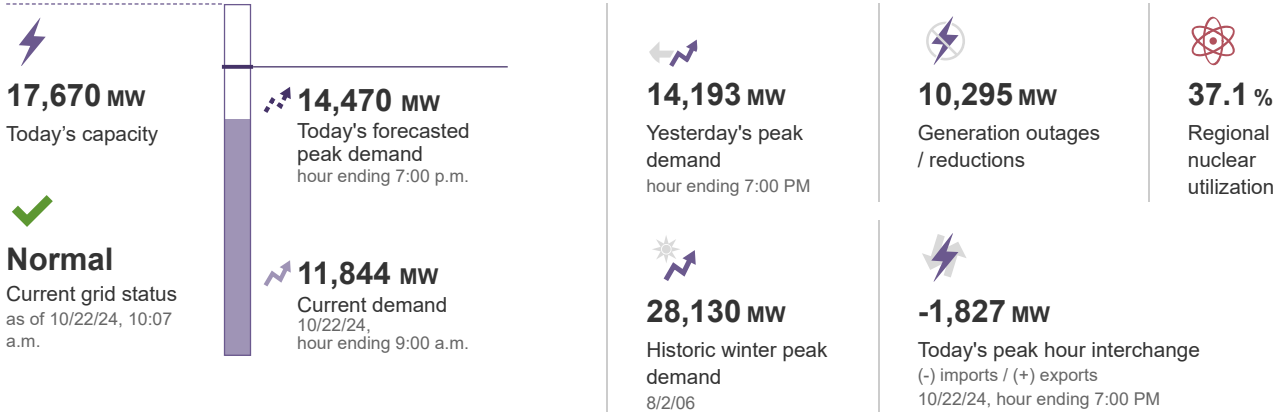 17,670 MW
Today's capacity
Normal
Current grid status
as of 10/22/24, 10:07
a.m.
14,470 MW
Today's forecasted
peak demand
hour ending 7:00 p.m.
11,844 MW
Current demand
10/22/24,
hour ending 9:00 a.m.
14,193 MW
Yesterday's peak
demand
hour ending 7:00 PM
10,295 MW
Generation outages
/ reductions
37.1 %
Regional
nuclear
utilization
28,130 MW
Historic winter peak
demand
8/2/06
-1,827 MW
Today's peak hour interchange
(-) imports / (+) exports
10/22/24, hour ending 7:00 PM